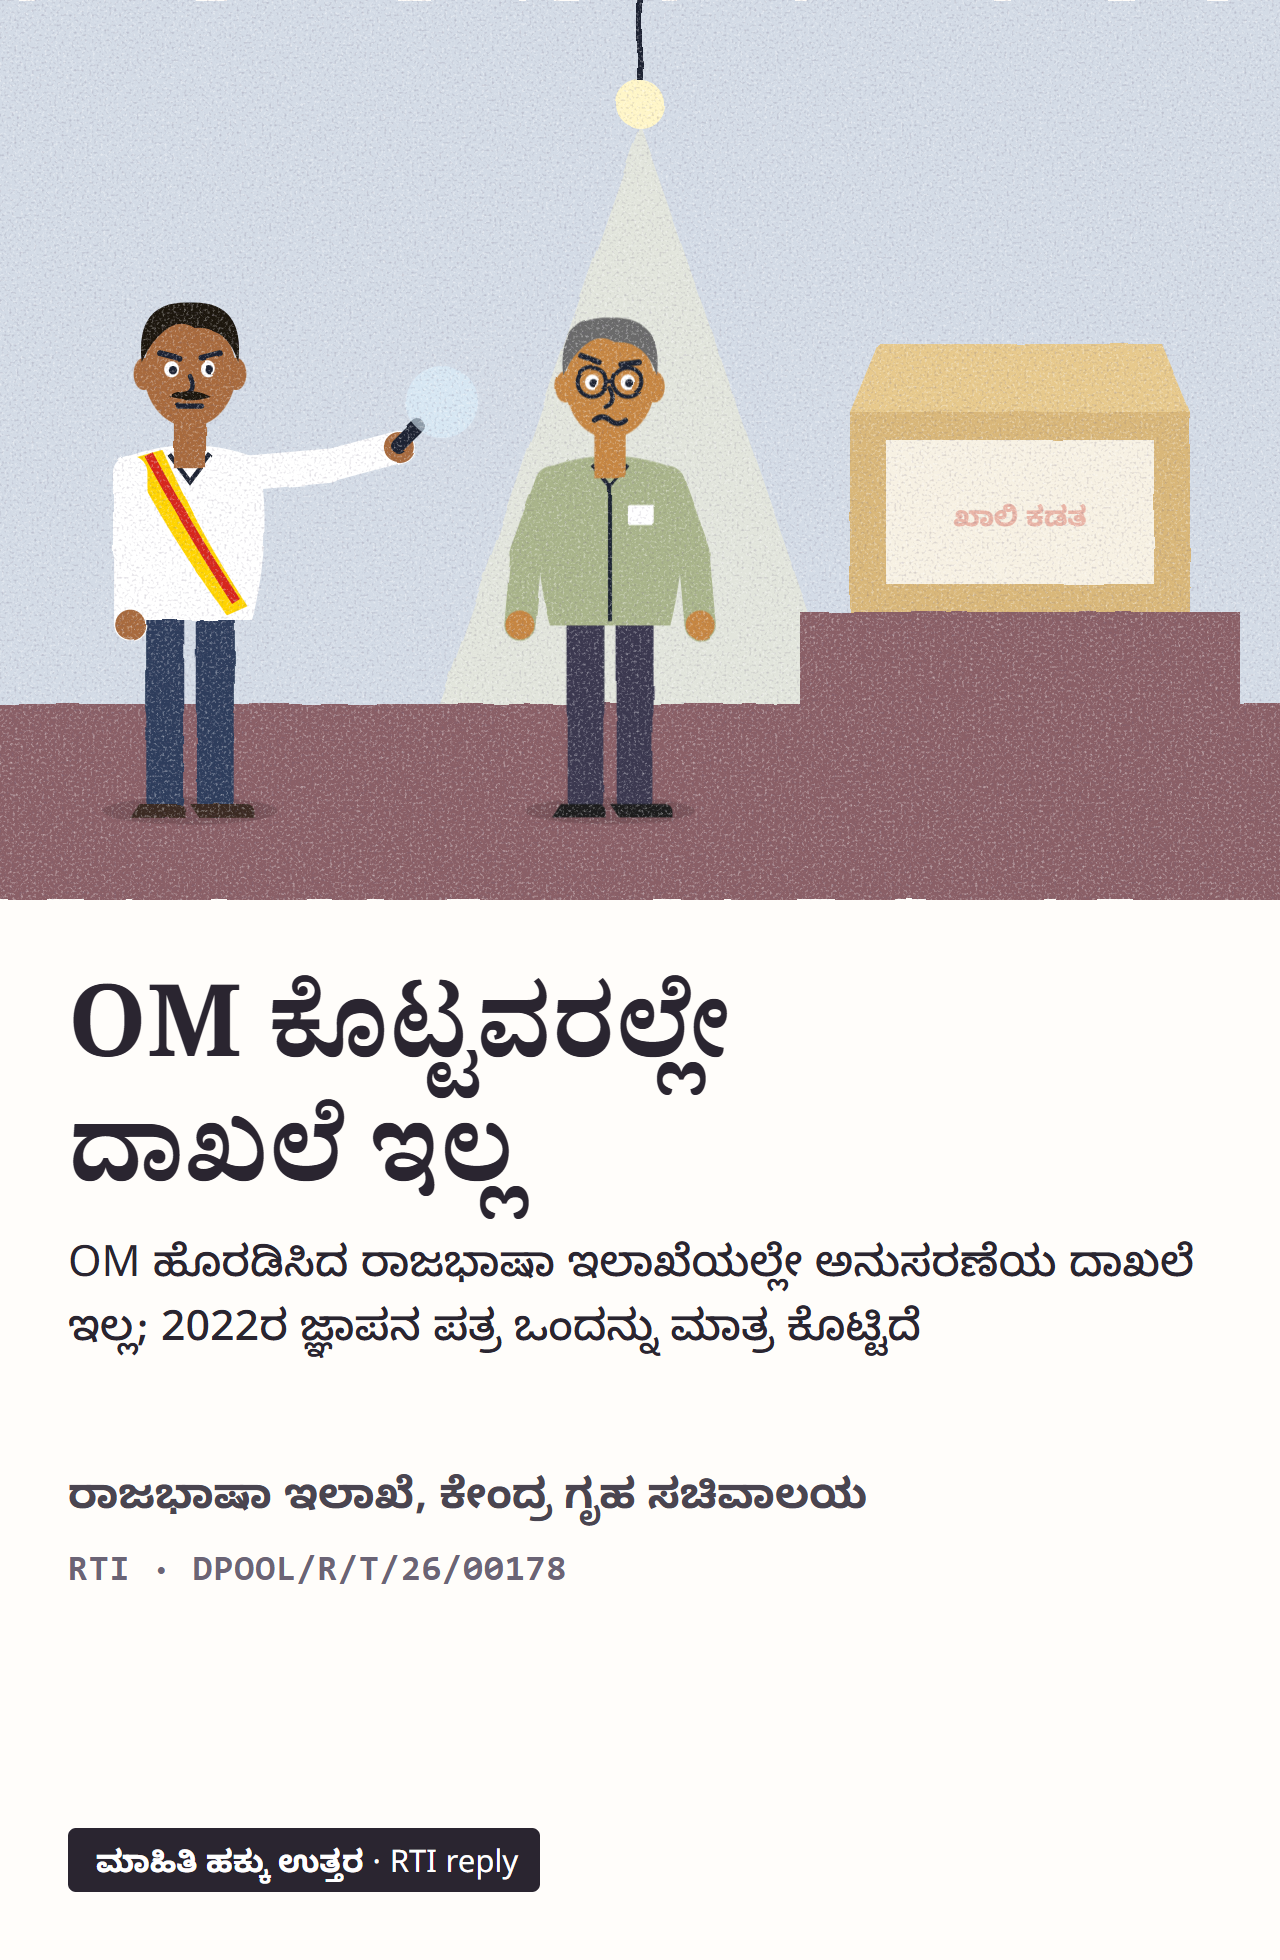 ಖಾಲಿ ಕಡತ
OM ಕೊಟ್ಟವರಲ್ಲೇ
ದಾಖಲೆ ಇಲ್ಲ
OM ಹೊರಡಿಸಿದ ರಾಜಭಾಷಾ ಇಲಾಖೆಯಲ್ಲೇ ಅನುಸರಣೆಯ ದಾಖಲೆ
ಇಲ್ಲ; 2022ರ ಜ್ಞಾಪನ ಪತ್ರ ಒಂದನ್ನು ಮಾತ್ರ ಕೊಟ್ಟಿದೆ
ರಾಜಭಾಷಾ ಇಲಾಖೆ, ಕೇಂದ್ರ ಗೃಹ ಸಚಿವಾಲಯ
RTI · DPOOL/R/T/26/00178
ಮಾಹಿತಿ ಹಕ್ಕು ಉತ್ತರ · RTI reply